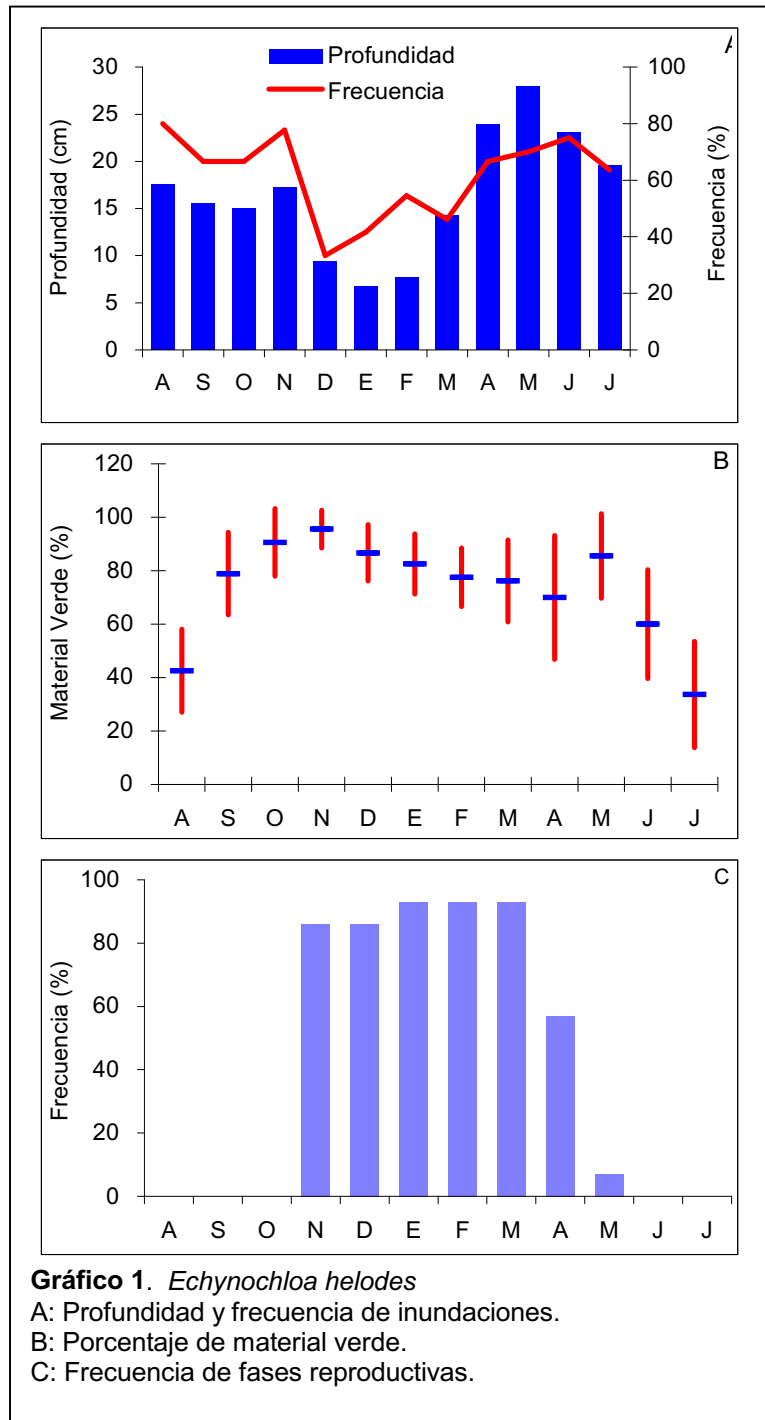 A
Profundidad
Frecuencia
Profundidad (cm)
30
25
20
15
10
5
0
Frecuencia (%)
100
80
60
40
20
0
A S O N D E F M A M J J
B
Material Verde (%)
120
100
80
60
40
20
0
A S O N D E F M A M J J
C
Frecuencia (%)
100
80
60
40
20
0
A S O N D E F M A M J J
Gráfico 1. Echynochloa helodes
A: Profundidad y frecuencia de inundaciones.
B: Porcentaje de material verde.
C: Frecuencia de fases reproductivas.